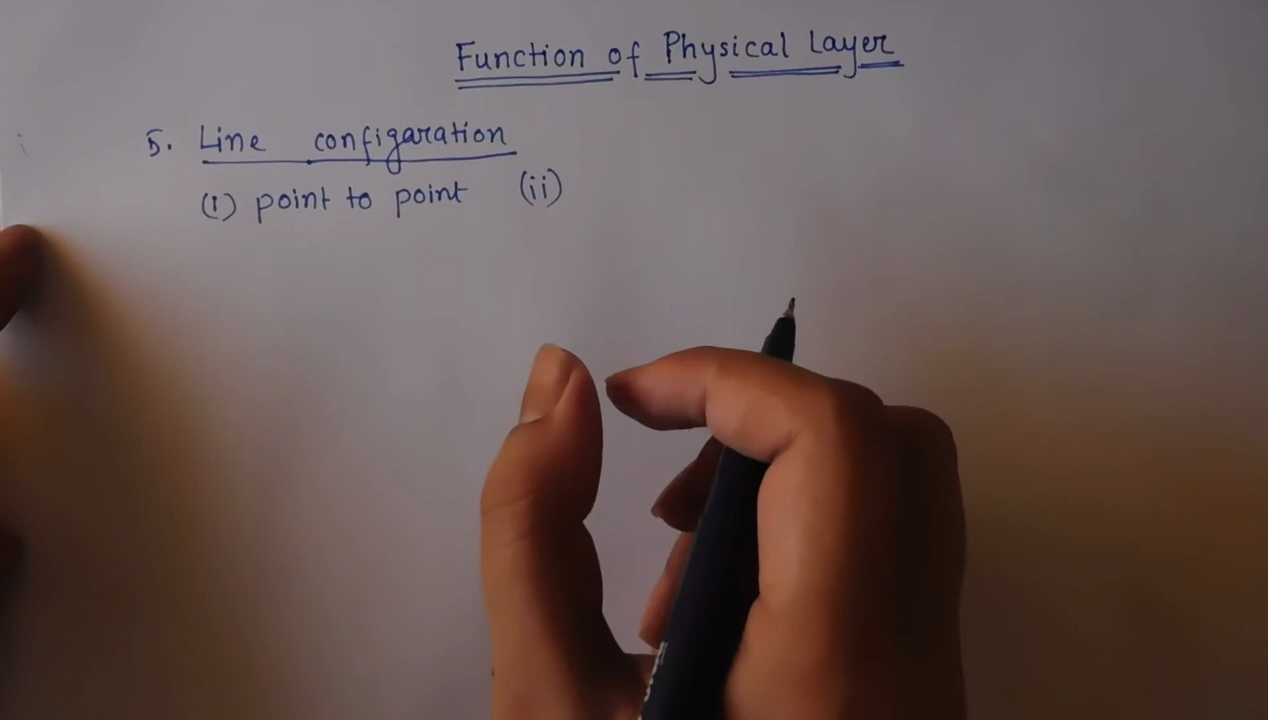 Function of Physical Layer
5. Line configaration
(i) point to point (ii)